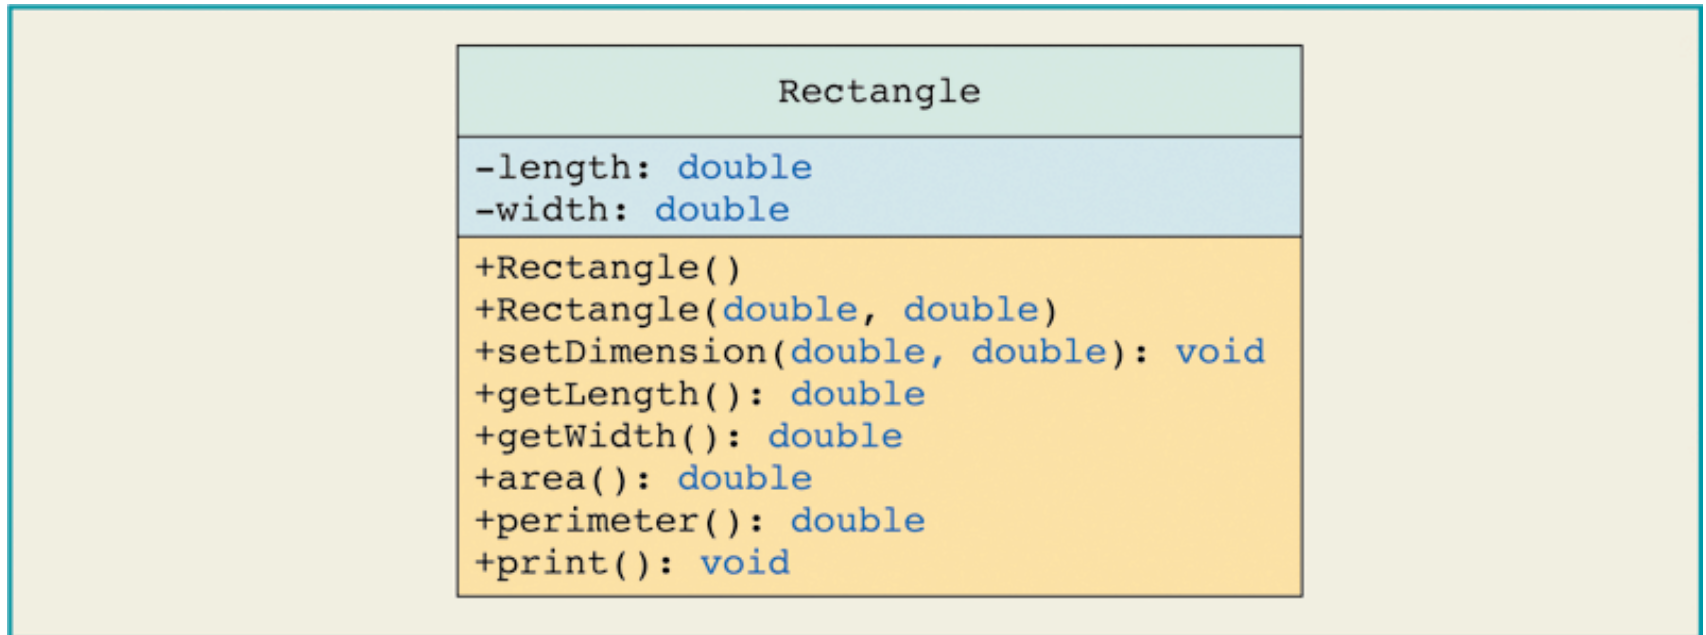 Rectangle
-length: double
-width: double
+Rectangle()
+Rectangle(double, double)
+setDimension(double, double): void
+getLength(): double
+getWidth(): double
+area(): double
+perimeter(): double
+print(): void